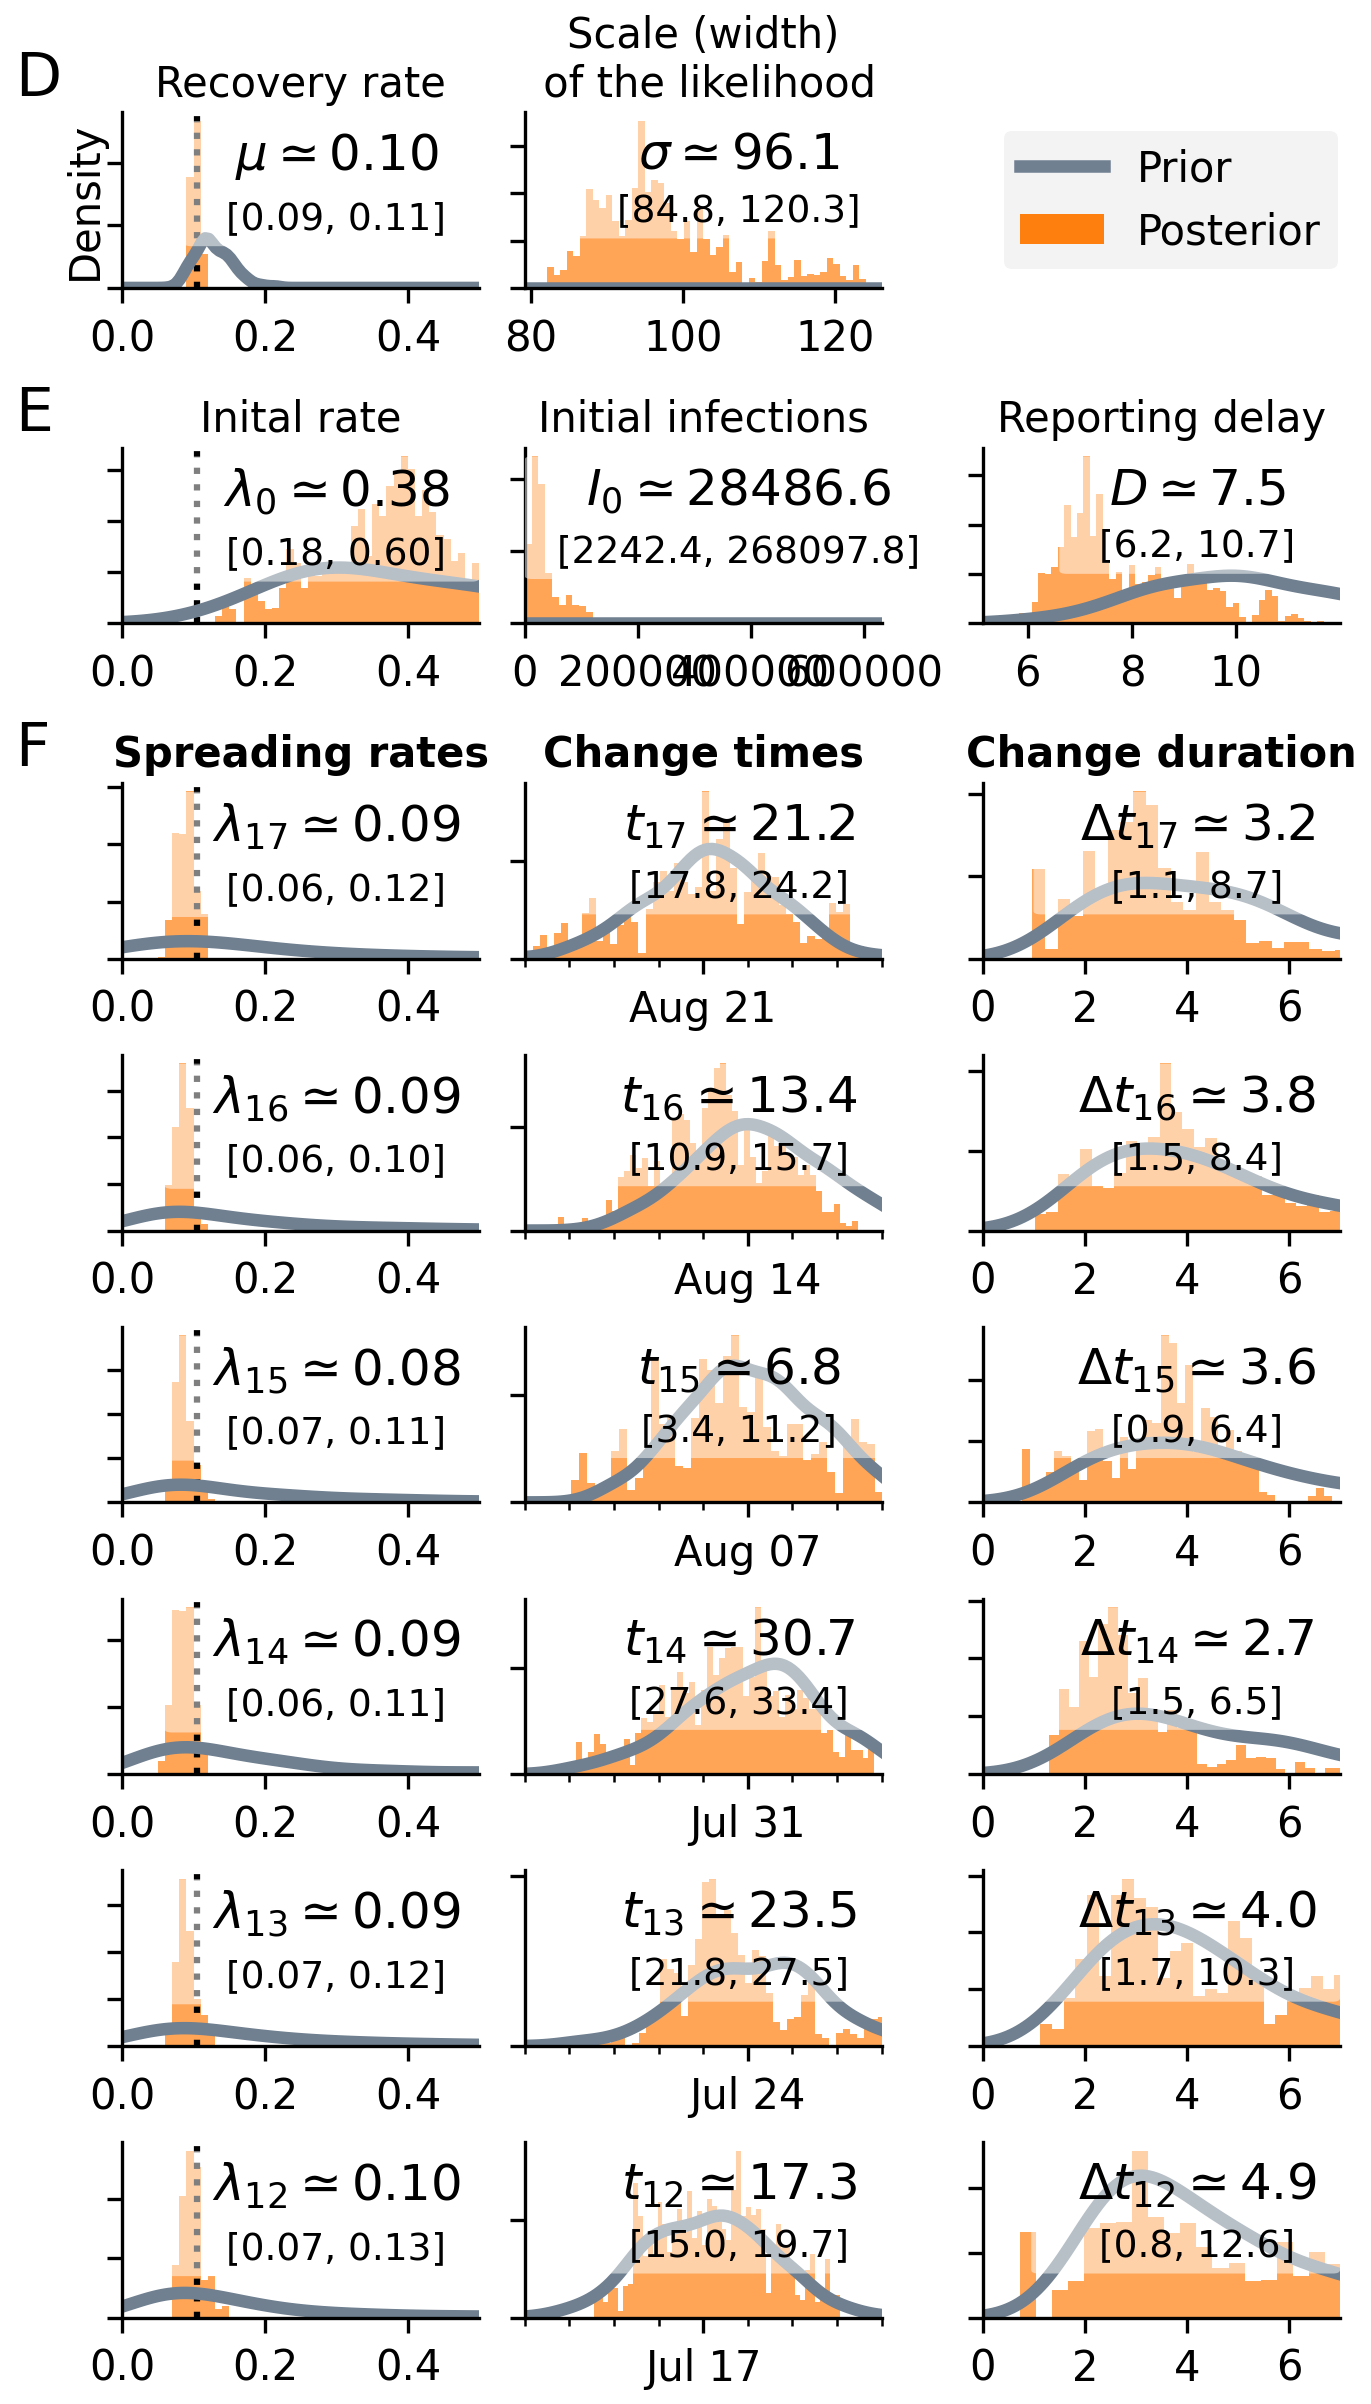 D
Recovery rate
Scale (width)
of the likelihood
Density
μ ≃ 0.10
[0.09, 0.11]
σ ≃ 96.1
[84.8, 120.3]
Prior
Posterior
0.0 0.2 0.4
80 100 120
E
Inital rate
Initial infections
Reporting delay
λ0 ≃ 0.38
[0.18, 0.60]
I0 ≃ 28486.6
[2242.4, 268097.8]
D ≃ 7.5
[6.2, 10.7]
0.0 0.2 0.4
0 200000 400000 600000
6 8 10
F
Spreading rates
Change times
Change duration
λ17 ≃ 0.09
[0.06, 0.12]
t17 ≃ 21.2
[17.8, 24.2]
Δt17 ≃ 3.2
[1.1, 8.7]
0.0 0.2 0.4
Aug 21
0 2 4 6
λ16 ≃ 0.09
[0.06, 0.10]
t16 ≃ 13.4
[10.9, 15.7]
Δt16 ≃ 3.8
[1.5, 8.4]
0.0 0.2 0.4
Aug 14
0 2 4 6
λ15 ≃ 0.08
[0.07, 0.11]
t15 ≃ 6.8
[3.4, 11.2]
Δt15 ≃ 3.6
[0.9, 6.4]
0.0 0.2 0.4
Aug 07
0 2 4 6
λ14 ≃ 0.09
[0.06, 0.11]
t14 ≃ 30.7
[27.6, 33.4]
Δt14 ≃ 2.7
[1.5, 6.5]
0.0 0.2 0.4
Jul 31
0 2 4 6
λ13 ≃ 0.09
[0.07, 0.12]
t13 ≃ 23.5
[21.8, 27.5]
Δt13 ≃ 4.0
[1.7, 10.3]
0.0 0.2 0.4
Jul 24
0 2 4 6
λ12 ≃ 0.10
[0.07, 0.13]
t12 ≃ 17.3
[15.0, 19.7]
Δt12 ≃ 4.9
[0.8, 12.6]
0.0 0.2 0.4
Jul 17
0 2 4 6